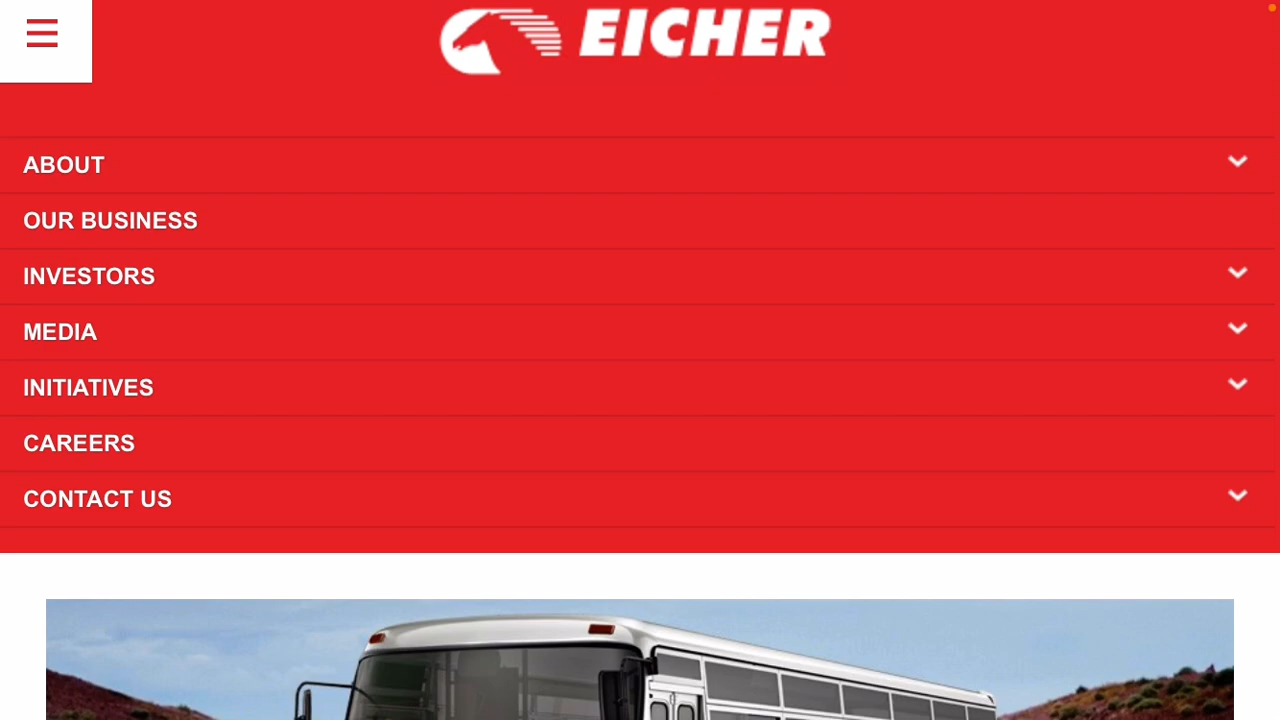 EICHER
ABOUT
OUR BUSINESS
INVESTORS
MEDIA
INITIATIVES
CAREERS
CONTACT US